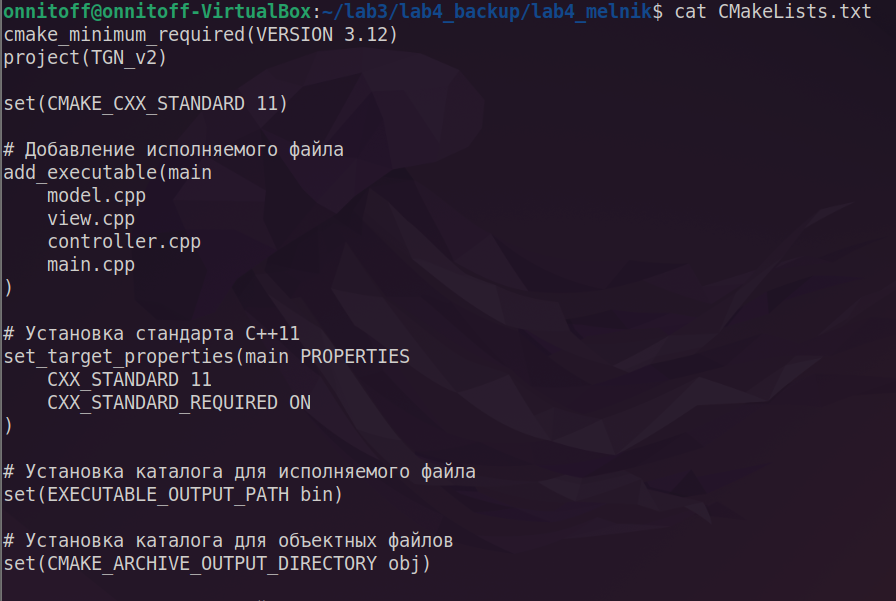 onnitoff@onnitoff-VirtualBox:~/lab3/lab4_backup/lab4_melnik$ cat CMakeLists.txt
cmake_minimum_required(VERSION 3.12)
project(TGN_v2)
set(CMAKE_CXX_STANDARD 11)
# Добавление исполняемого файла
add_executable(main
model.cpp
view.cpp
controller.cpp
main.cpp
)
# Установка стандарта C++11
set_target_properties(main PROPERTIES
CXX_STANDARD 11
CXX_STANDARD_REQUIRED ON
)
# Установка каталога для исполняемого файла
set(EXECUTABLE_OUTPUT_PATH bin)
# Установка каталога для объектных файлов
set(CMAKE_ARCHIVE_OUTPUT_DIRECTORY obj)